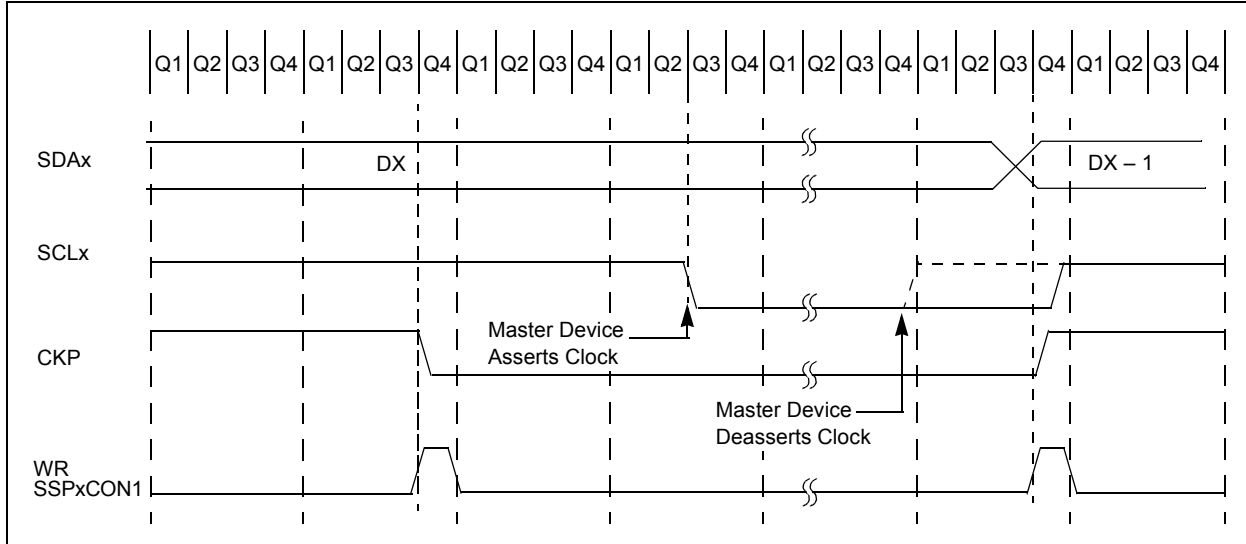 Q1 Q2 Q3 Q4 Q1 Q2 Q3 Q4 Q1 Q2 Q3 Q4 Q1 Q2 Q3 Q4 Q1 Q2 Q3 Q4 Q1 Q2 Q3 Q4 Q1 Q2 Q3 Q4
SDAx
DX
DX – 1
SCLx
Master Device
Asserts Clock
CKP
Master Device
Deasserts Clock
WR
SSPxCON1